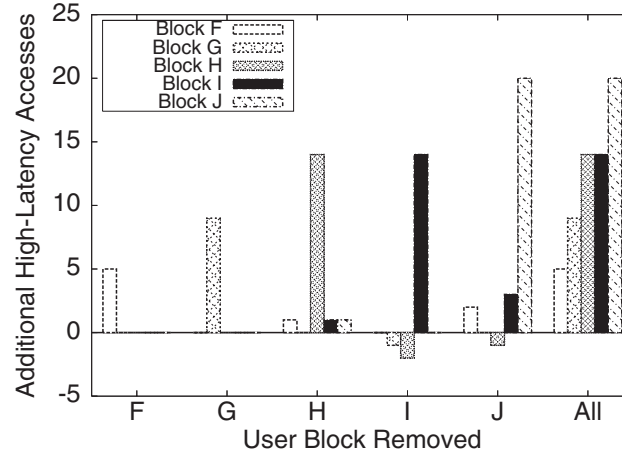 Additional High-Latency Accesses
25
20
15
10
5
0
-5
Block F
Block G
Block H
Block I
Block J
F G H I J All
User Block Removed